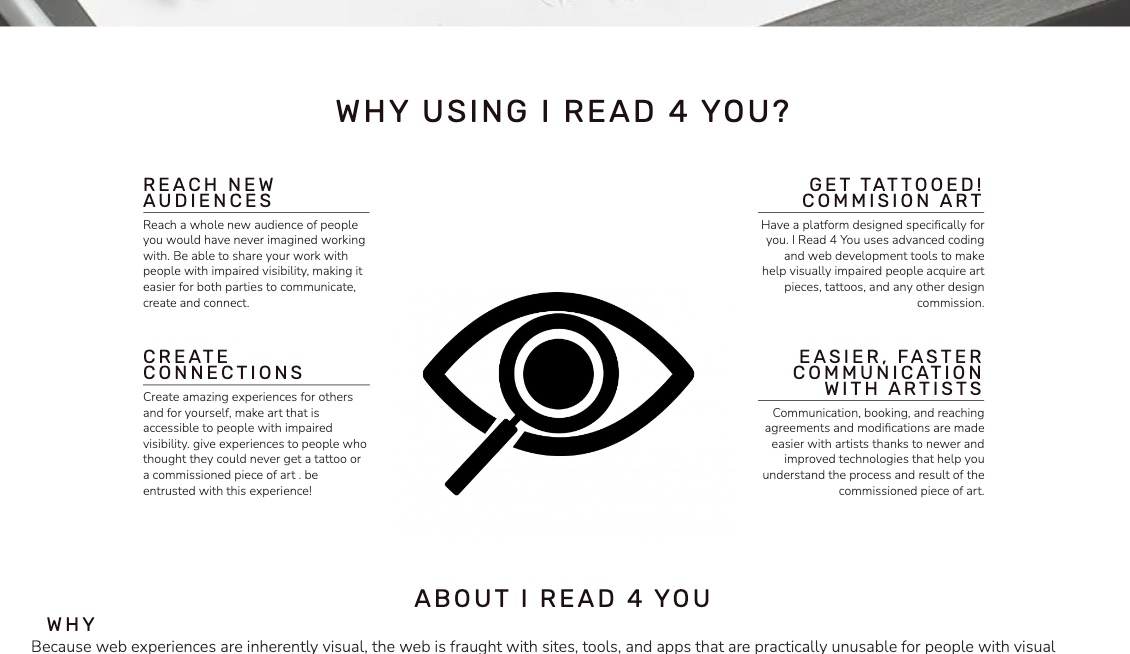 WHY USING I READ 4 YOU?
REACH NEW
AUDIENCES
Reach a whole new audience of people
you would have never imagined working
with. Be able to share your work with
people with impaired visibility, making it
easier for both parties to communicate,
create and connect.
CREATE
CONNECTIONS
Create amazing experiences for others
and for yourself, make art that is
accessible to people with impaired
visibility. give experiences to people who
thought they could never get a tattoo or
a commissioned piece of art . be
entrusted with this experience!
GET TATTOOED!
COMMISION ART
Have a platform designed specifically for
you. I Read 4 You uses advanced coding
and web development tools to make
help visually impaired people acquire art
pieces, tattoos, and any other design
commission.
EASIER, FASTER
COMMUNICATION
WITH ARTISTS
Communication, booking, and reaching
agreements and modifications are made
easier with artists thanks to newer and
improved technologies that help you
understand the process and result of the
commissioned piece of art.
ABOUT I READ 4 YOU
WHY
Because web experiences are inherently visual, the web is fraught with sites, tools, and apps that are practically unusable for people with visual